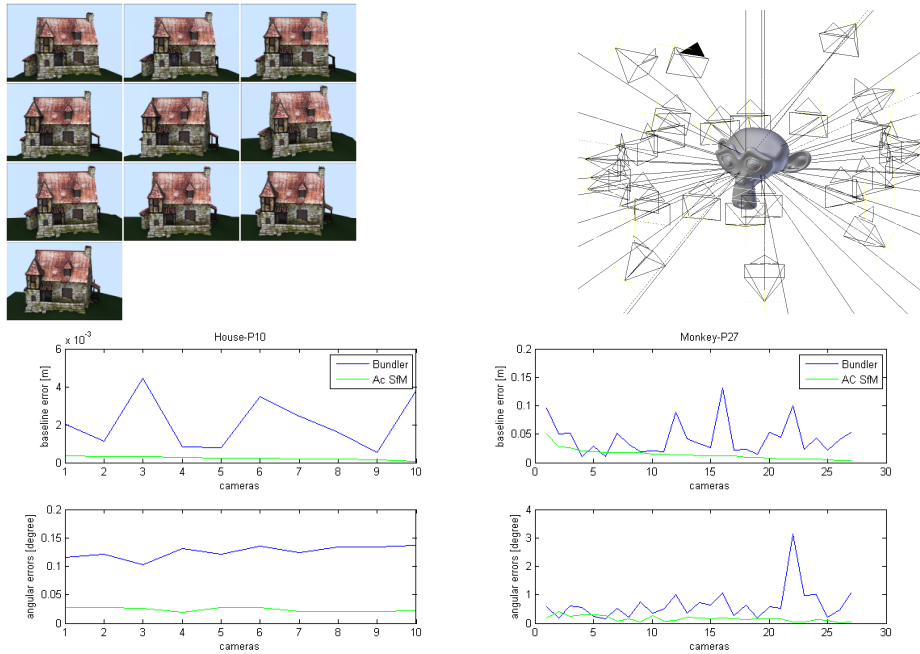 House-P10
x 10^-3
6
4
2
0
baseline error [m]
Bundler
Ac SfM
1 2 3 4 5 6 7 8 9 10
cameras
Monkey-P27
0.2
0.15
0.1
0.05
0
baseline error [m]
Bundler
AC SfM
0 5 10 15 20 25 30
cameras
0.2
0.15
0.1
0.05
0
angular errors [degree]
1 2 3 4 5 6 7 8 9 10
cameras
4
3
2
1
0
angular errors [degree]
0 5 10 15 20 25 30
cameras